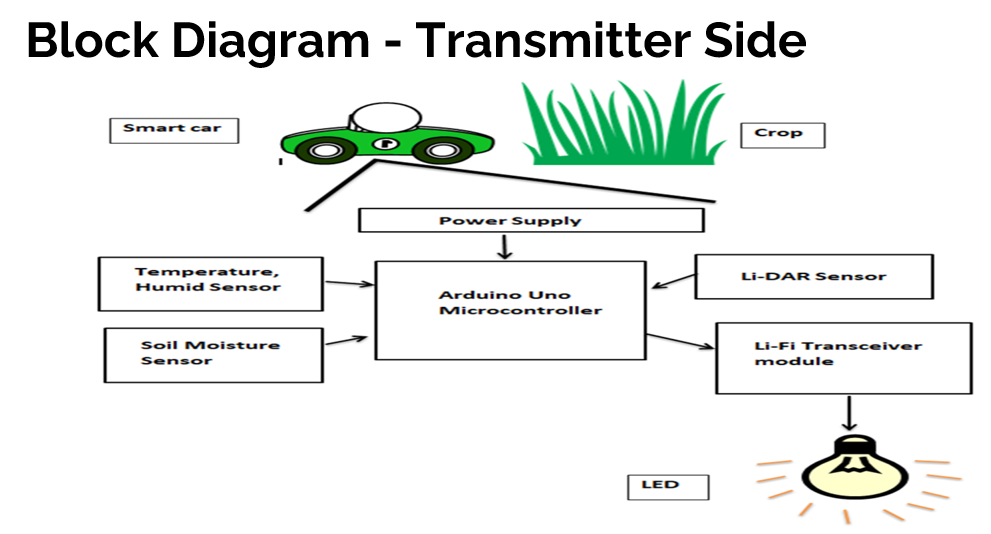 Block Diagram - Transmitter Side
Smart car
Crop
Power Supply
Temperature,
Humid Sensor
Li-DAR Sensor
Arduino Uno
Microcontroller
Soil Moisture
Sensor
Li-Fi Transceiver
module
LED